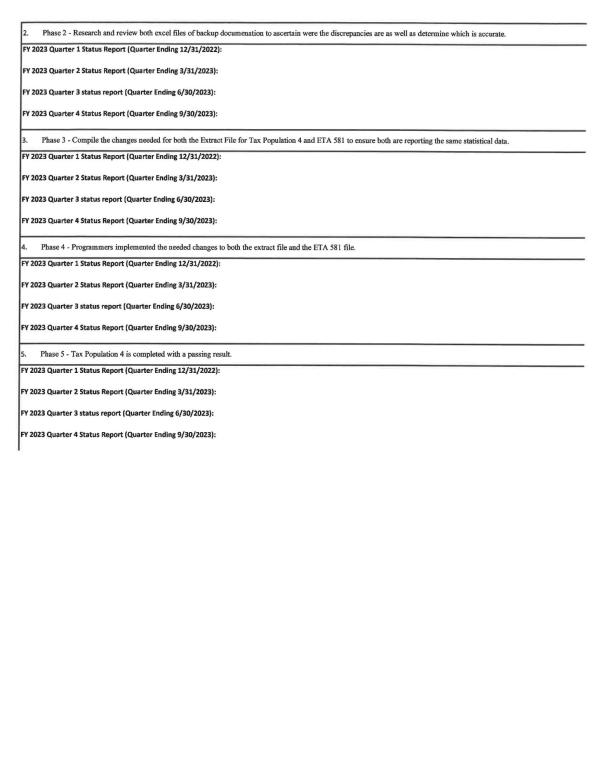 2. Phase 2 - Research and review both excel files of backup documenation to ascertain were the discrepancies are as well as determine which is accurate.
FY 2023 Quarter 1 Status Report (Quarter Ending 12/31/2022):
FY 2023 Quarter 2 Status Report (Quarter Ending 3/31/2023):
FY 2023 Quarter 3 status report (Quarter Ending 6/30/2023):
FY 2023 Quarter 4 Status Report (Quarter Ending 9/30/2023):
3. Phase 3 - Compile the changes needed for both the Extract File for Tax Population 4 and ETA 581 to ensure both are reporting the same statistical data.
FY 2023 Quarter 1 Status Report (Quarter Ending 12/31/2022):
FY 2023 Quarter 2 Status Report (Quarter Ending 3/31/2023):
FY 2023 Quarter 3 status report (Quarter Ending 6/30/2023):
FY 2023 Quarter 4 Status Report (Quarter Ending 9/30/2023):
4. Phase 4 - Programmers implemented the needed changes to both the extract file and the ETA 581 file.
FY 2023 Quarter 1 Status Report (Quarter Ending 12/31/2022):
FY 2023 Quarter 2 Status Report (Quarter Ending 3/31/2023):
FY 2023 Quarter 3 status report (Quarter Ending 6/30/2023):
FY 2023 Quarter 4 Status Report (Quarter Ending 9/30/2023):
5. Phase 5 - Tax Population 4 is completed with a passing result.
FY 2023 Quarter 1 Status Report (Quarter Ending 12/31/2022):
FY 2023 Quarter 2 Status Report (Quarter Ending 3/31/2023):
FY 2023 Quarter 3 status report (Quarter Ending 6/30/2023):
FY 2023 Quarter 4 Status Report (Quarter Ending 9/30/2023):